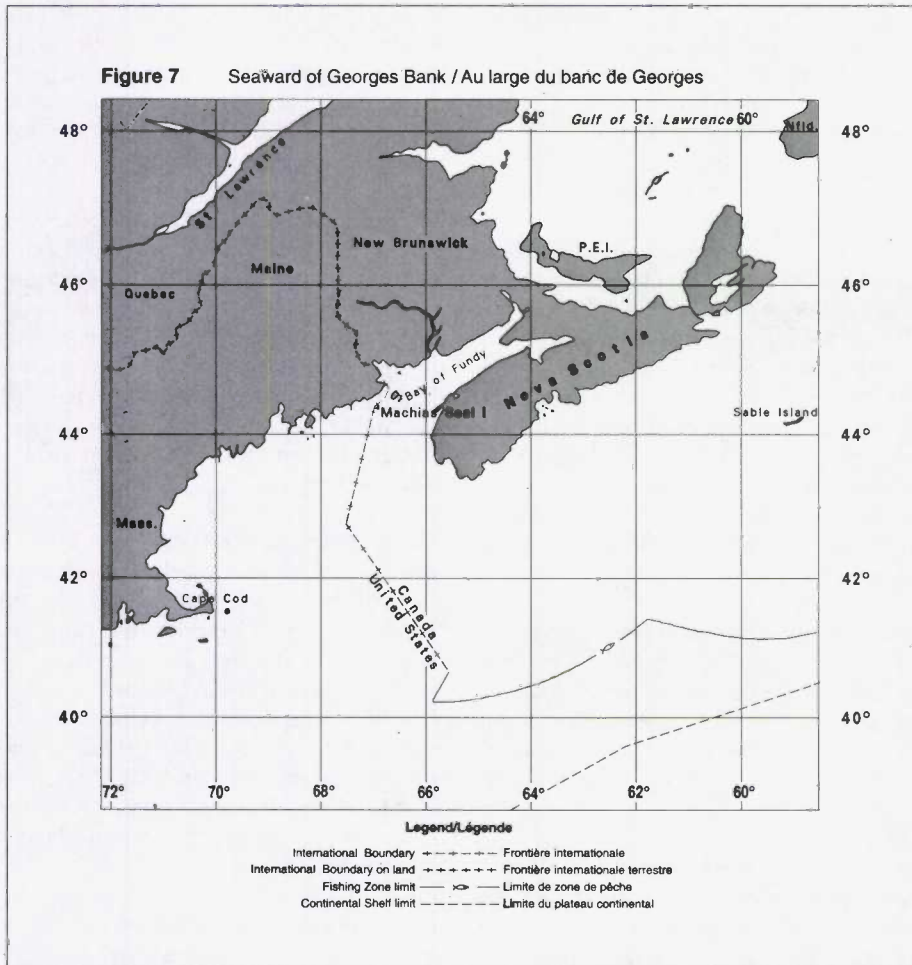 Figure 7 Seaward of Georges Bank / Au large du banc de Georges
64° Gulf of St. Lawrence 60°
48° Nfld. 48°
St. Lawrence
New Brunswick
P.E.I.
Maine
46° Quebec 46°
Bay of Fundy
Nova Scotia
Machias Seal I
Sable Island
44° 44°
Mass.
42° 42°
Cape Cod
Canada
United States
40° 40°
72 70 68 66 64 62 60°
Legend/Légende
International Boundary Frontière internationale
International Boundary on land Frontière internationale terrestre
Fishing Zone limit Limite de zone de pêche
Continental Shelf limit Limite du plateau continental